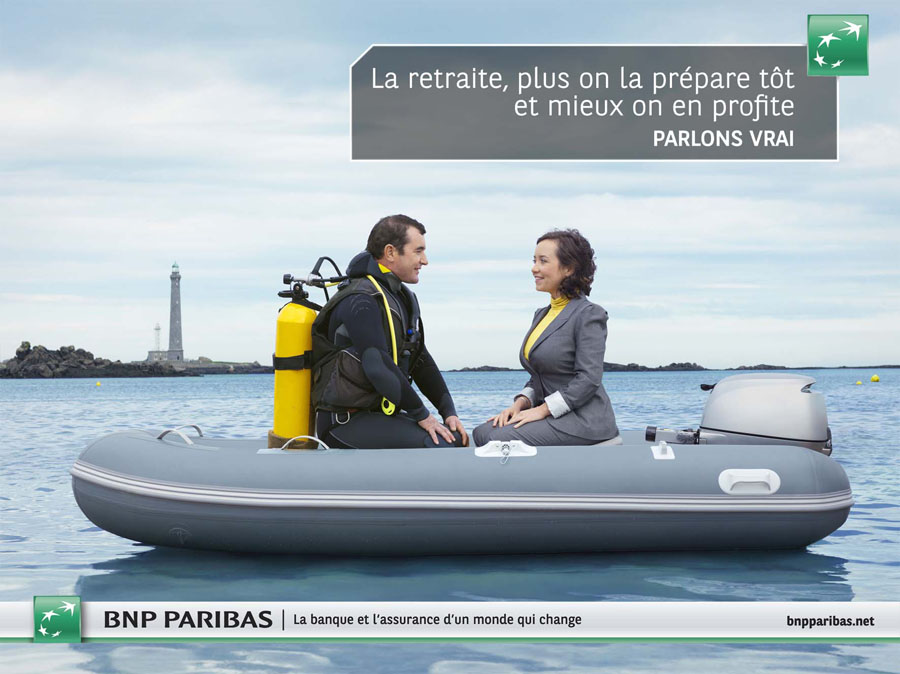 La retraite, plus on la prépare tôt
et mieux on en profite
PARLONS VRAI
BNP PARIBAS | La banque et l'assurance d'un monde qui change
bnpparibas.net